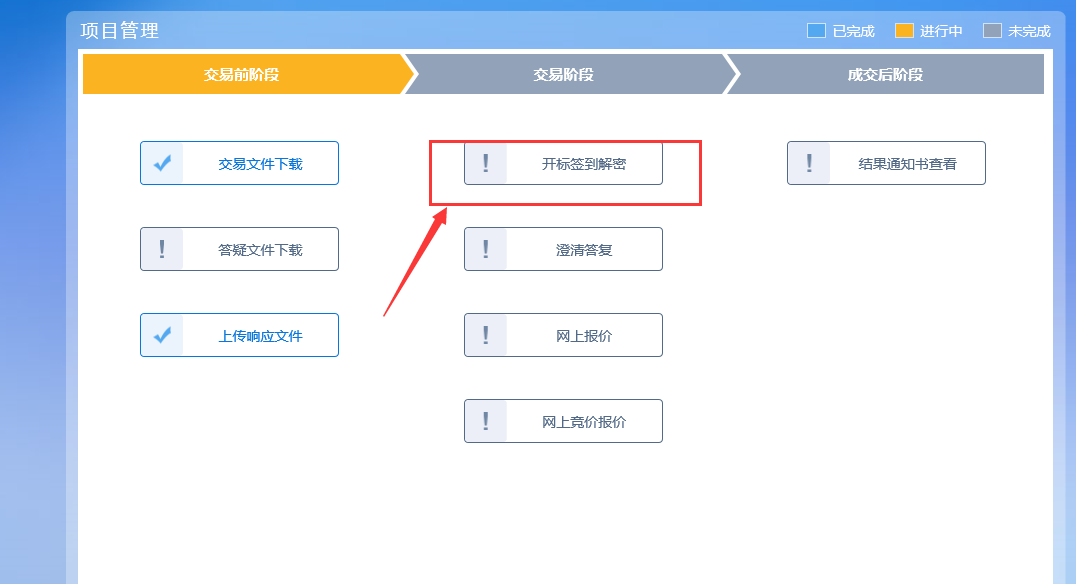 项目管理
已完成 进行中 未完成
交易前阶段 交易阶段 成交后阶段
交易文件下载 开标签到解密 结果通知书查看
答疑文件下载 澄清答复
上传响应文件 网上报价
网上竞价报价